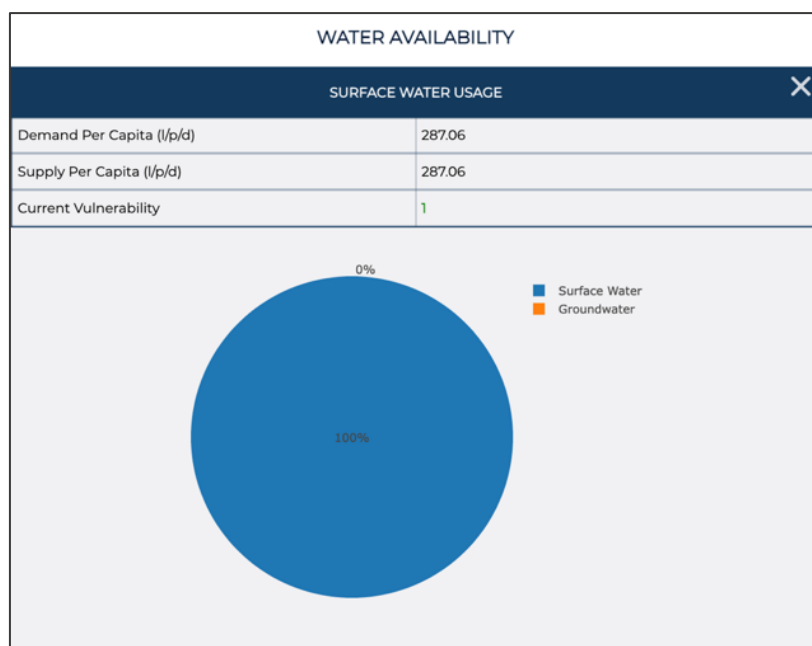 WATER AVAILABILITY
SURFACE WATER USAGE
Demand Per Capita (l/p/d) 287.06
Supply Per Capita (l/p/d) 287.06
Current Vulnerability 1
0%
Surface Water
Groundwater
100%